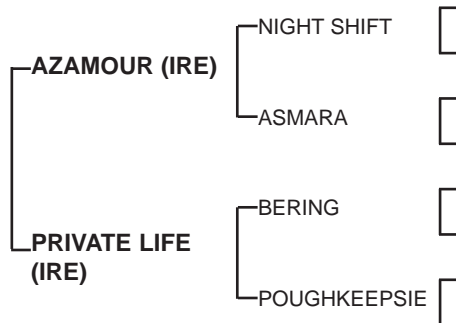 NIGHT SHIFT
AZAMOUR (IRE)
ASMARA
BERING
PRIVATE LIFE
(IRE)
POUGHKEEPSIE